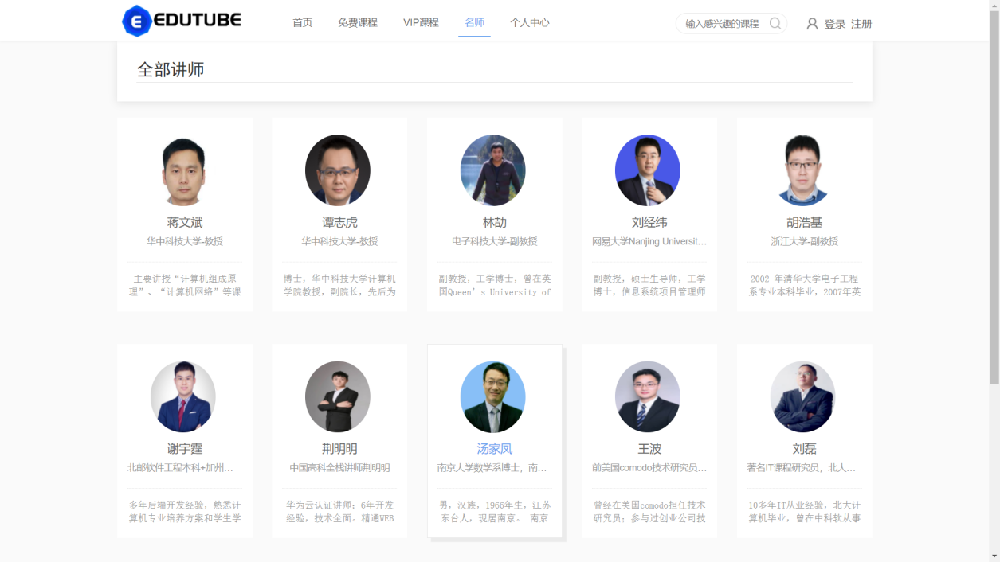 EDUTUBE
首页 免费课程 VIP课程 名师 个人中心 输入感兴趣的课程 登录 注册
全部讲师
蒋文斌
华中科技大学-教授
主要讲授“计算机组成原
理”、“计算机网络”等课
谭志虎
华中科技大学-教授
博士，华中科技大学计算机
学院教授，副院长，先后为
林劼
电子科技大学-副教授
副教授，工学博士，曾在英
国Queen’s University of
刘经纬
网易大学Nanjing Universit...
副教授，硕士生导师，工学
博士，信息系统项目管理师
胡浩基
浙江大学-副教授
2002 年清华大学电子工程
系专业本科毕业，2007年英
谢宇霆
北邮软件工程本科+加州...
多年后端开发经验，熟悉计
算机专业培养方案和学生学
荆明明
中国高科全栈讲师荆明明
华为云认证讲师；6年开发
经验，技术全面。精通WEB
汤家凤
南京大学数学系博士，南...
男，汉族，1966年生，江苏
东台人，现居南京。 南京
王波
前美国comodo技术研究员...
曾经在美国comodo担任技术
研究员；参与过创业公司技
刘磊
著名IT课程研究员，北大...
10多年IT从业经验，北大计
算机毕业，曾在中科软从事